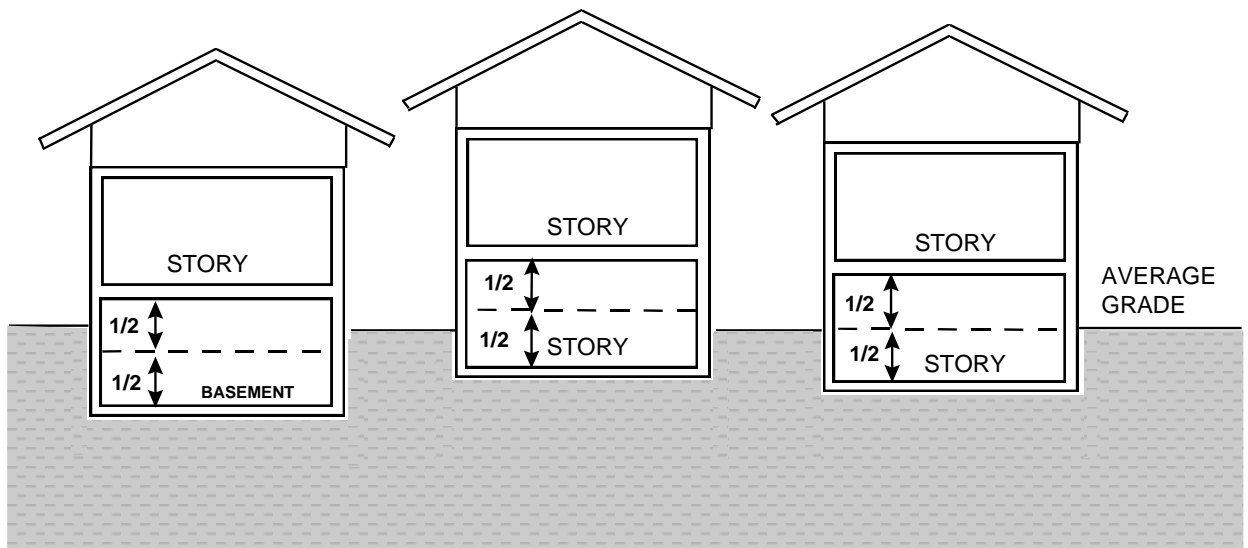 STORY
1/2
1/2
BASEMENT
STORY
1/2
1/2
STORY
STORY
1/2
1/2
STORY
AVERAGE
GRADE